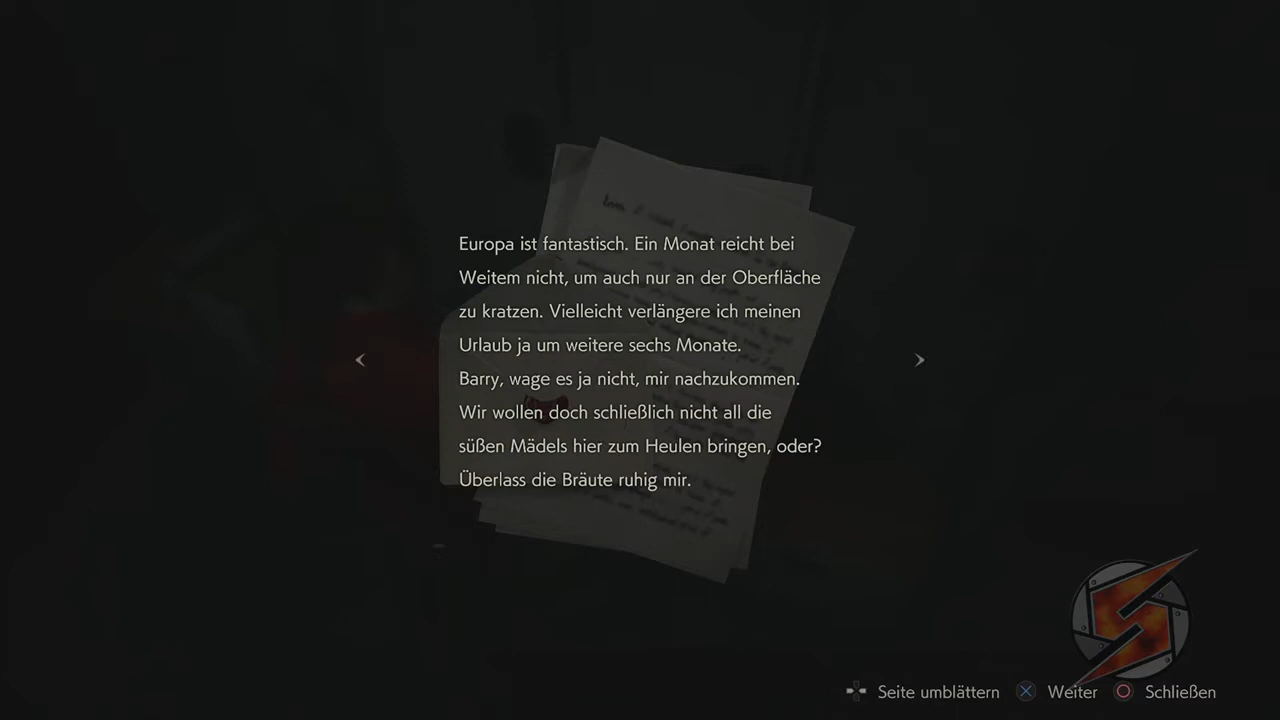 Europa ist fantastisch. Ein Monat reicht bei
Weitem nicht, um auch nur an der Oberfläche
zu kratzen. Vielleicht verlängere ich meinen
Urlaub ja um weitere sechs Monate.
Barry, wage es ja nicht, mir nachzukommen.
Wir wollen doch schließlich nicht all die
süßen Mädels hier zum Heulen bringen, oder?
Überlass die Bräute ruhig mir.
Seite umblättern Weiter Schließen